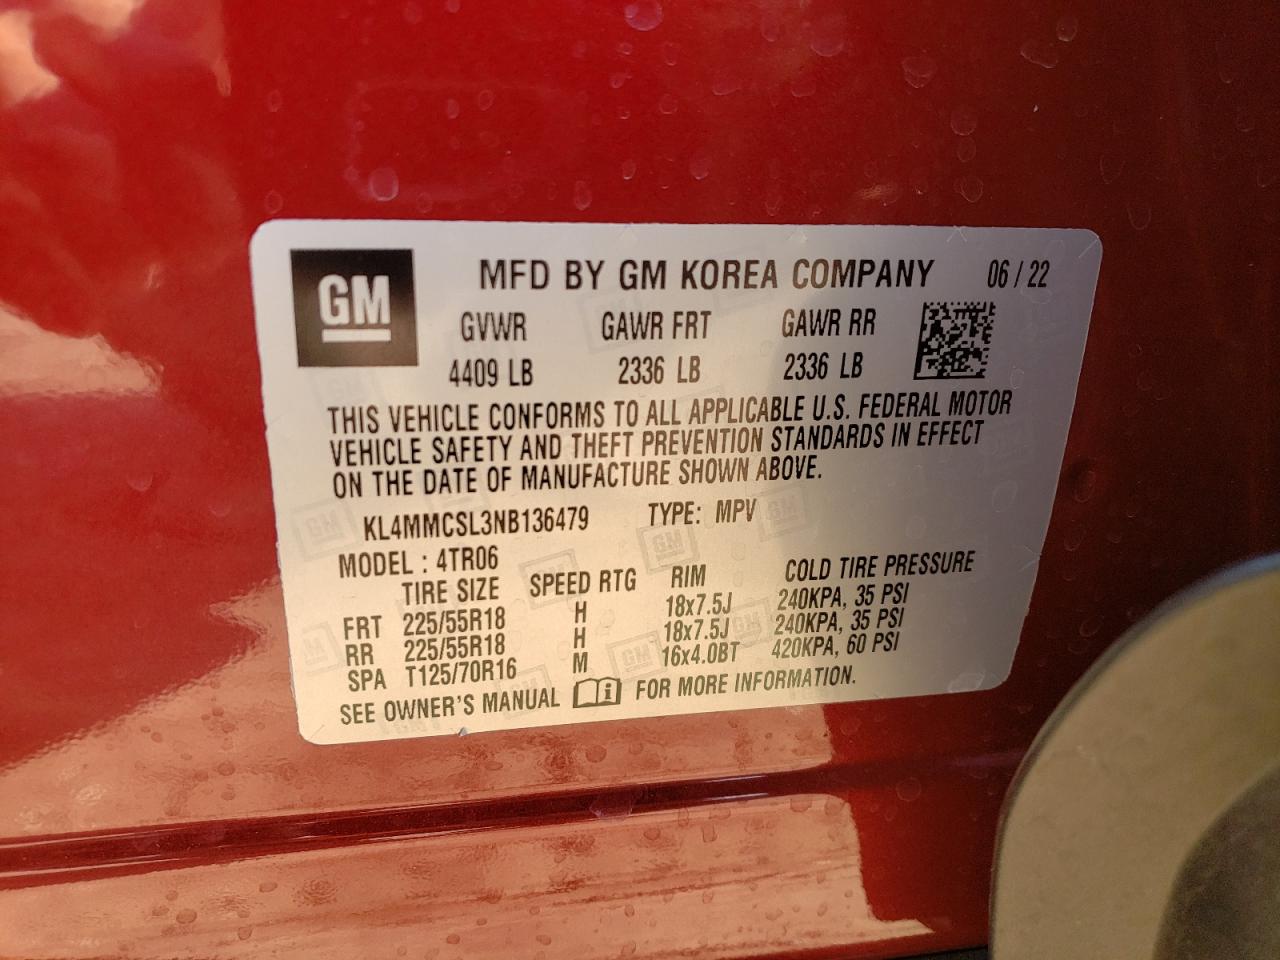 GM
MFD BY GM KOREA COMPANY 06 / 22
GVWR GAWR FRT GAWR RR
4409 LB 2336 LB 2336 LB
THIS VEHICLE CONFORMS TO ALL APPLICABLE U.S. FEDERAL MOTOR
VEHICLE SAFETY AND THEFT PREVENTION STANDARDS IN EFFECT
ON THE DATE OF MANUFACTURE SHOWN ABOVE.
KL4MMCSL3NB136479 TYPE: MPV
MODEL : 4TR06
TIRE SIZE SPEED RTG RIM COLD TIRE PRESSURE
FRT 225/55R18 H 18x7.5J 240KPA, 35 PSI
RR 225/55R18 H 18x7.5J 240KPA, 35 PSI
SPA T125/70R16 M 16x4.0BT 420KPA, 60 PSI
SEE OWNER'S MANUAL FOR MORE INFORMATION.